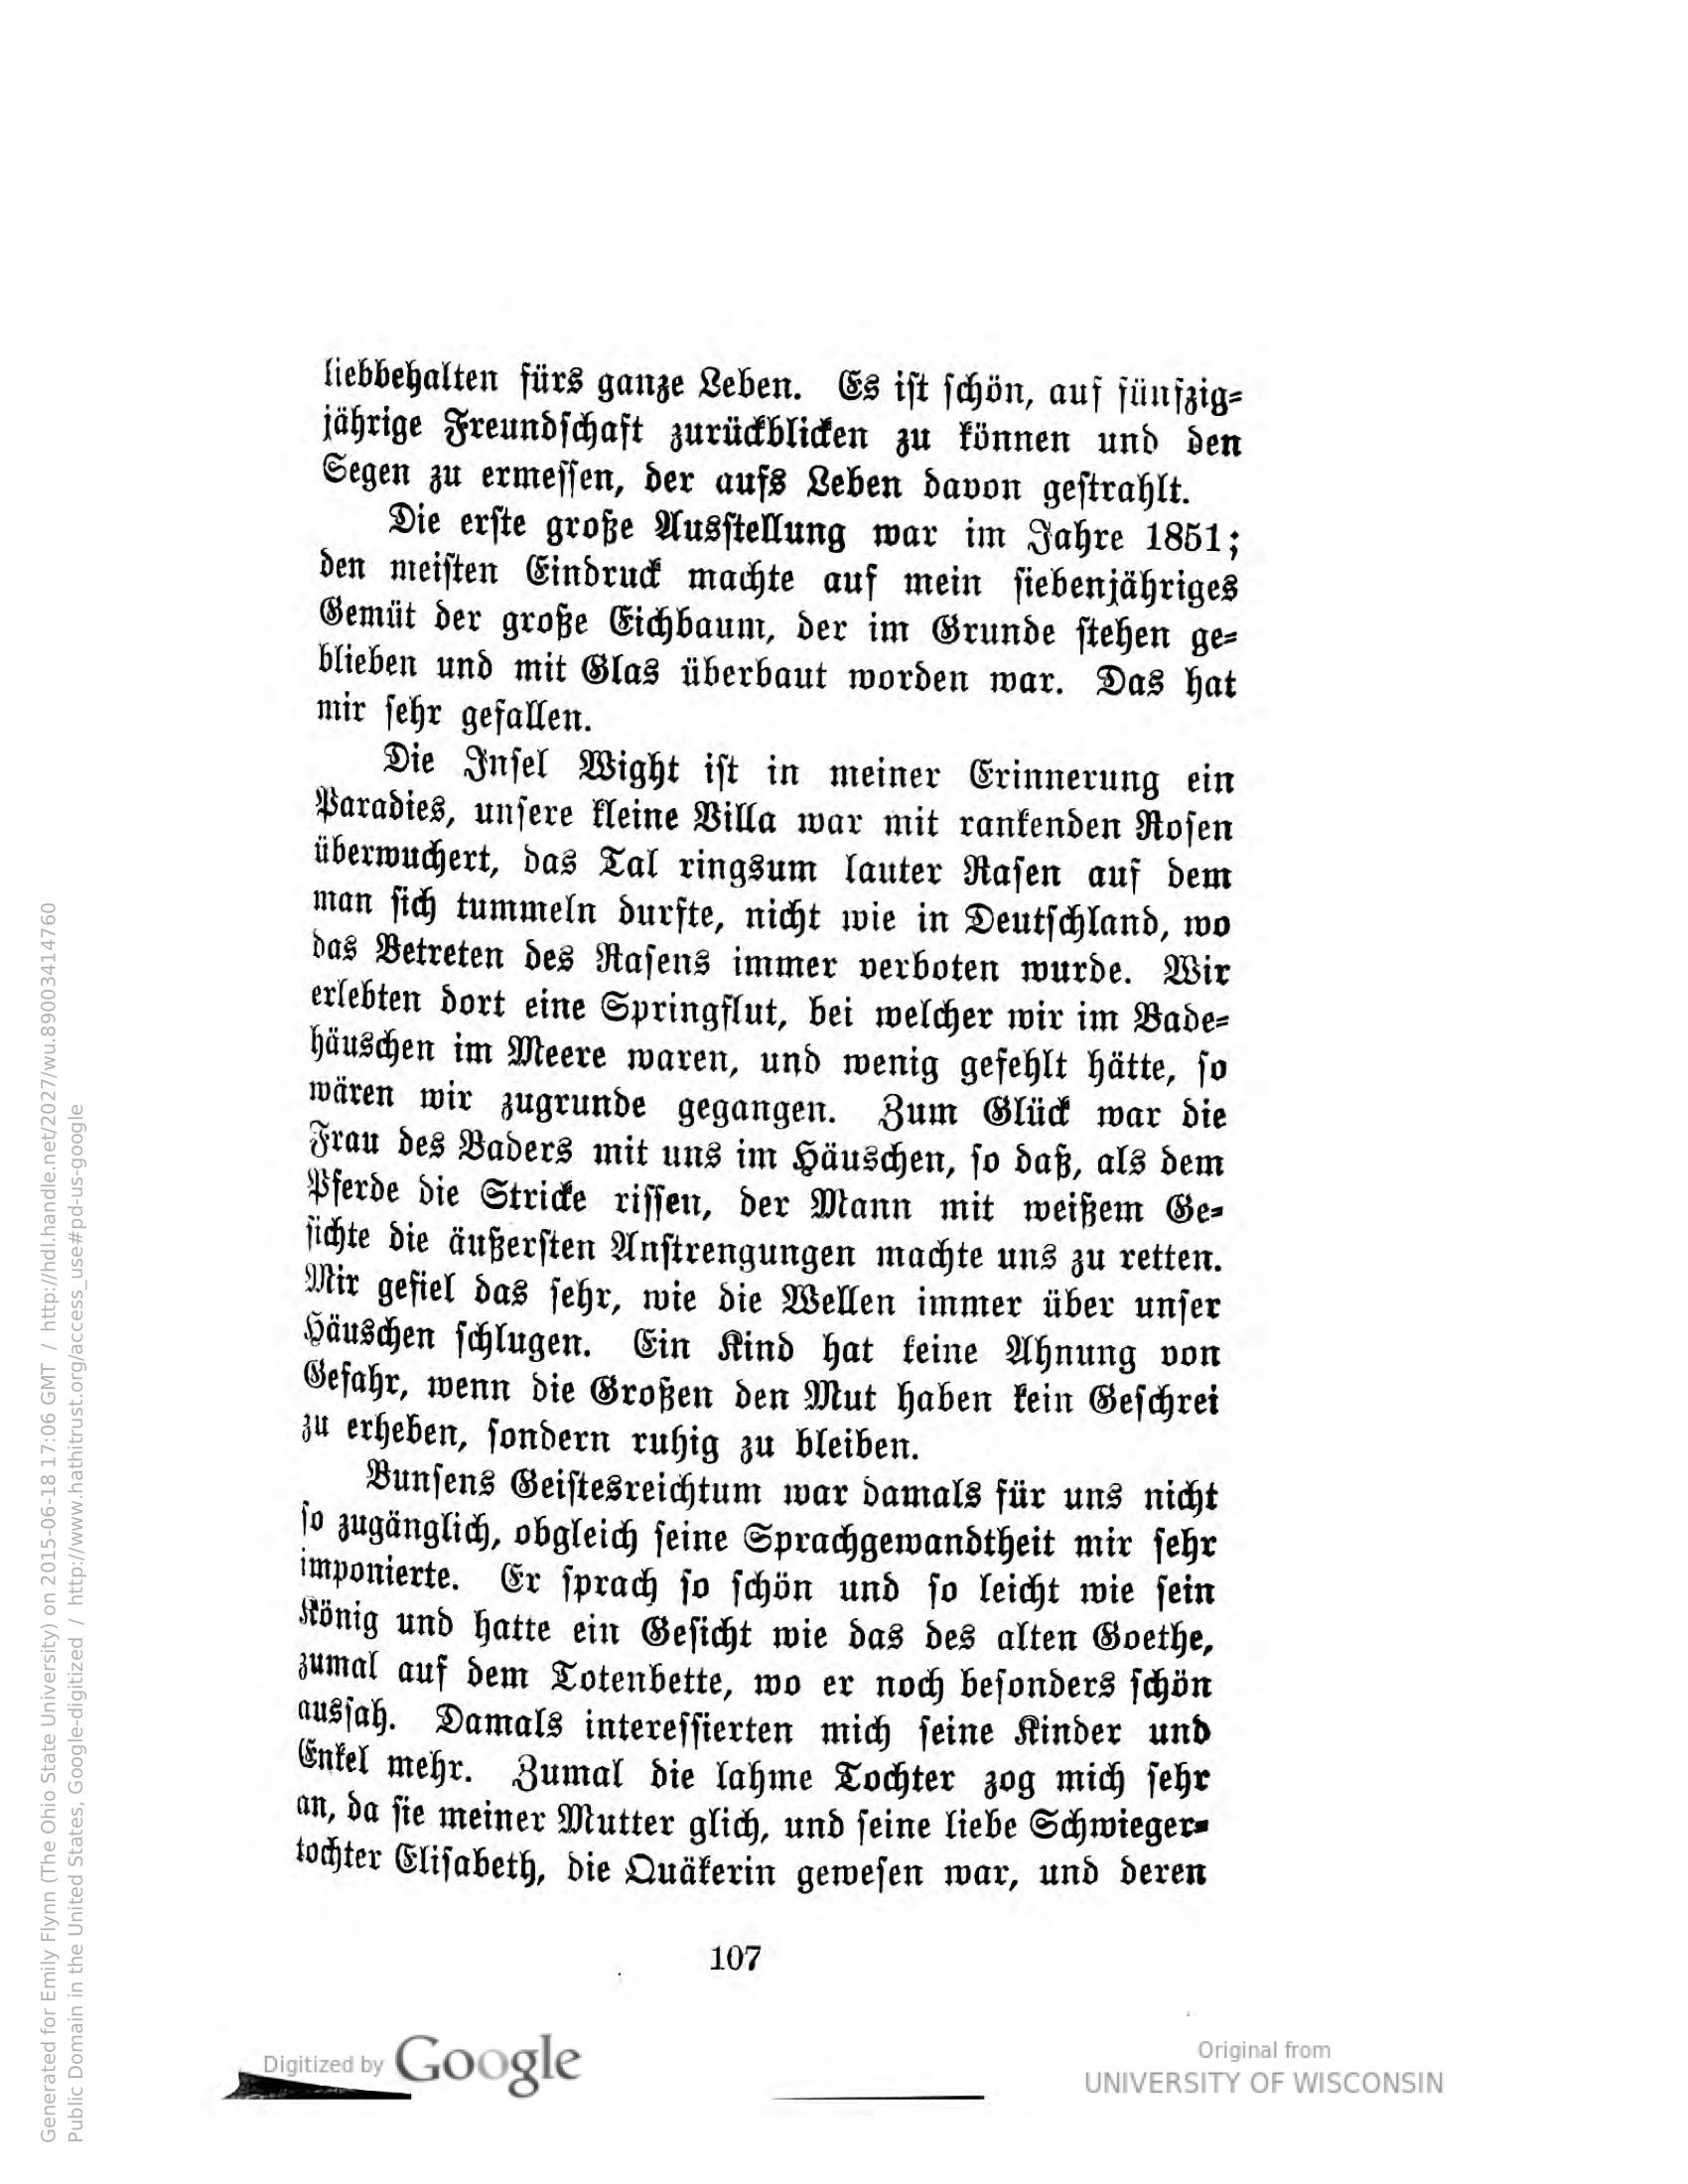 liebbehalten fürs ganze Leben. Es ist schön, auf fünfzig-
jährige Freundschaft zurückblicken zu können und den
Segen zu ermessen, der aufs Leben davon gestrahlt.
Die erste große Ausstellung war im Jahre 1851;
den meisten Eindruck machte auf mein siebenjähriges
Gemüt der große Eichbaum, der im Grunde stehen ge-
blieben und mit Glas überbaut worden war. Das hat
mir sehr gefallen.
Die Insel Wight ist in meiner Erinnerung ein
Paradies, unsere kleine Villa war mit rankenden Rosen
überwuchert, das Tal ringsum lauter Rasen auf dem
man sich tummeln durfte, nicht wie in Deutschland, wo
das Betreten des Rasens immer verboten wurde. Wir
erlebten dort eine Springflut, bei welcher wir im Bade-
häuschen im Meere waren, und wenig gefehlt hätte, so
wären wir zugrunde gegangen. Zum Glück war die
Frau des Baders mit uns im Häuschen, so daß, als dem
Pferde die Stricke rissen, der Mann mit weißem Ge-
sichte die äußersten Anstrengungen machte uns zu retten.
Mir gefiel das sehr, wie die Wellen immer über unser
Häuschen schlugen. Ein Kind hat keine Ahnung von
Gefahr, wenn die Großen den Mut haben kein Geschrei
zu erheben, sondern ruhig zu bleiben.
Bunsens Geistesreichtum war damals für uns nicht
so zugänglich, obgleich seine Sprachgewandtheit mir sehr
imponierte. Er sprach so schön und so leicht wie sein
König und hatte ein Gesicht wie das des alten Goethe,
zumal auf dem Totenbette, wo er noch besonders schön
aussah. Damals interessierten mich seine Kinder und
Enkel mehr. Zumal die lahme Tochter zog mich sehr
an, da sie meiner Mutter glich, und seine liebe Schwieger-
tochter Elisabeth, die Quäkerin gewesen war, und deren
107
Digitized by Google
Original from
UNIVERSITY OF WISCONSIN
Generated for Emily Flynn (The Ohio State University) on 2015-06-18 17:06 GMT / http://hdl.handle.net/2027/wu.89003414760
Public Domain in the United States, Google-digitized / http://www.hathitrust.org/access_use#pd-us-google